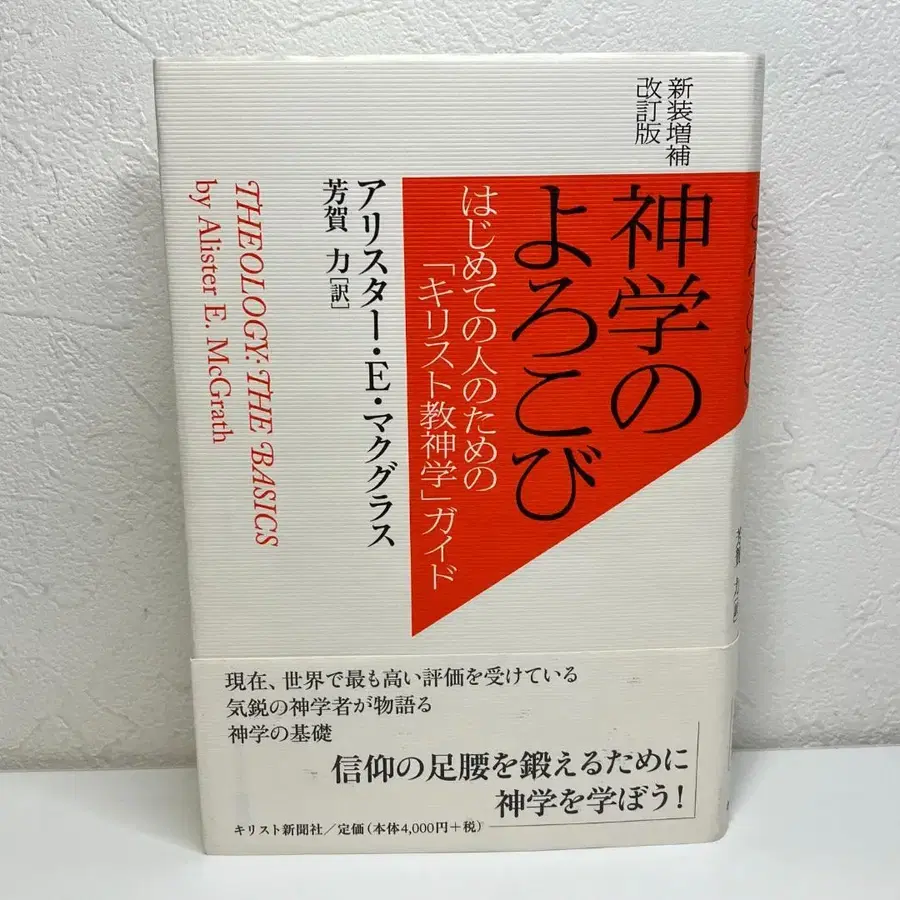 新装増補
改訂版
神学の
よろこび
はじめての人のための
「キリスト教神学」ガイド
アリスター・E・マクグラス
芳賀 力[訳]
THEOLOGY: THE BASICS
by Alister E. McGrath
現在、世界で最も高い評価を受けている
気鋭の神学者が物語る
神学の基礎
信仰の足腰を鍛えるために
神学を学ぼう!
キリスト新聞社/定価(本体4,000円+税)